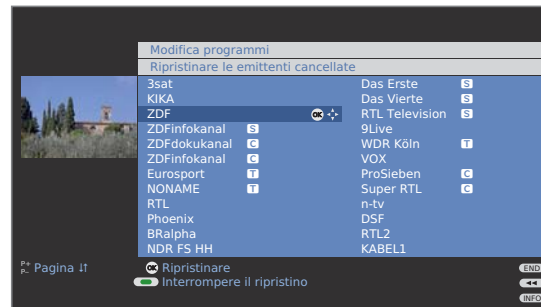 Modifica programmi
Ripristinare le emittenti cancellate
3sat Das Erste S
KIKA Das Vierte S
ZDF OK RTL Television S
ZDFinfokanal S 9Live
ZDFdokukanal C WDR Köln T
ZDFinfokanal C VOX
Eurosport T ProSieben C
NONAME T Super RTL C
RTL n-tv
Phoenix DSF
BRalpha RTL2
NDR FS HH KABEL1
P+ P- Pagina OK Ripristinare END
Interrompere il ripristino
INFO